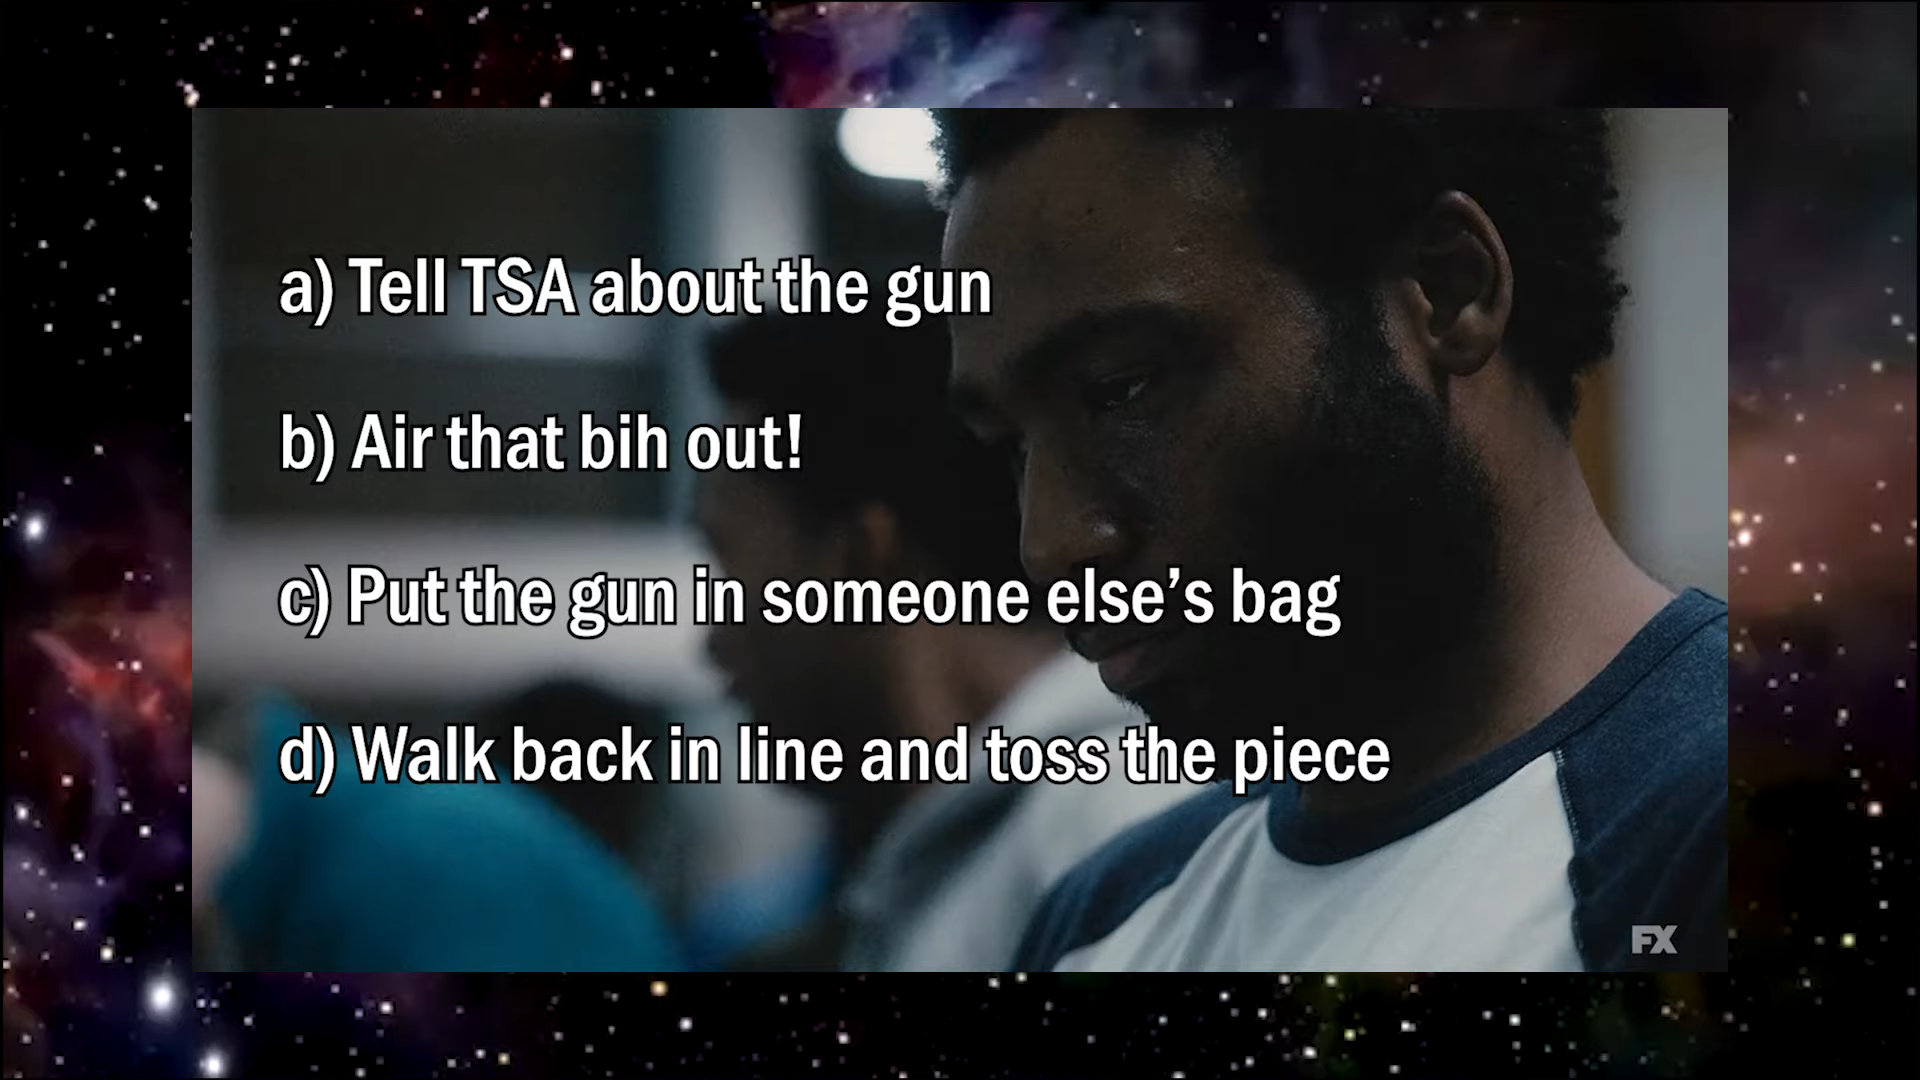 a) Tell TSA about the gun
b) Air that bih out!
c) Put the gun in someone else’s bag
d) Walk back in line and toss the piece
FX